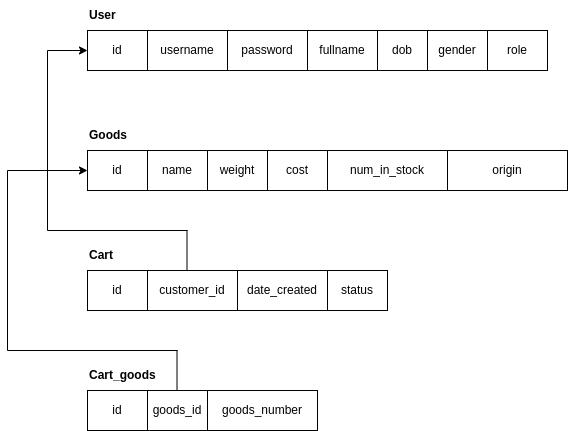 User
id username password fullname dob gender role
Goods
id name weight cost num_in_stock origin
Cart
id customer_id date_created status
Cart_goods
id goods_id goods_number